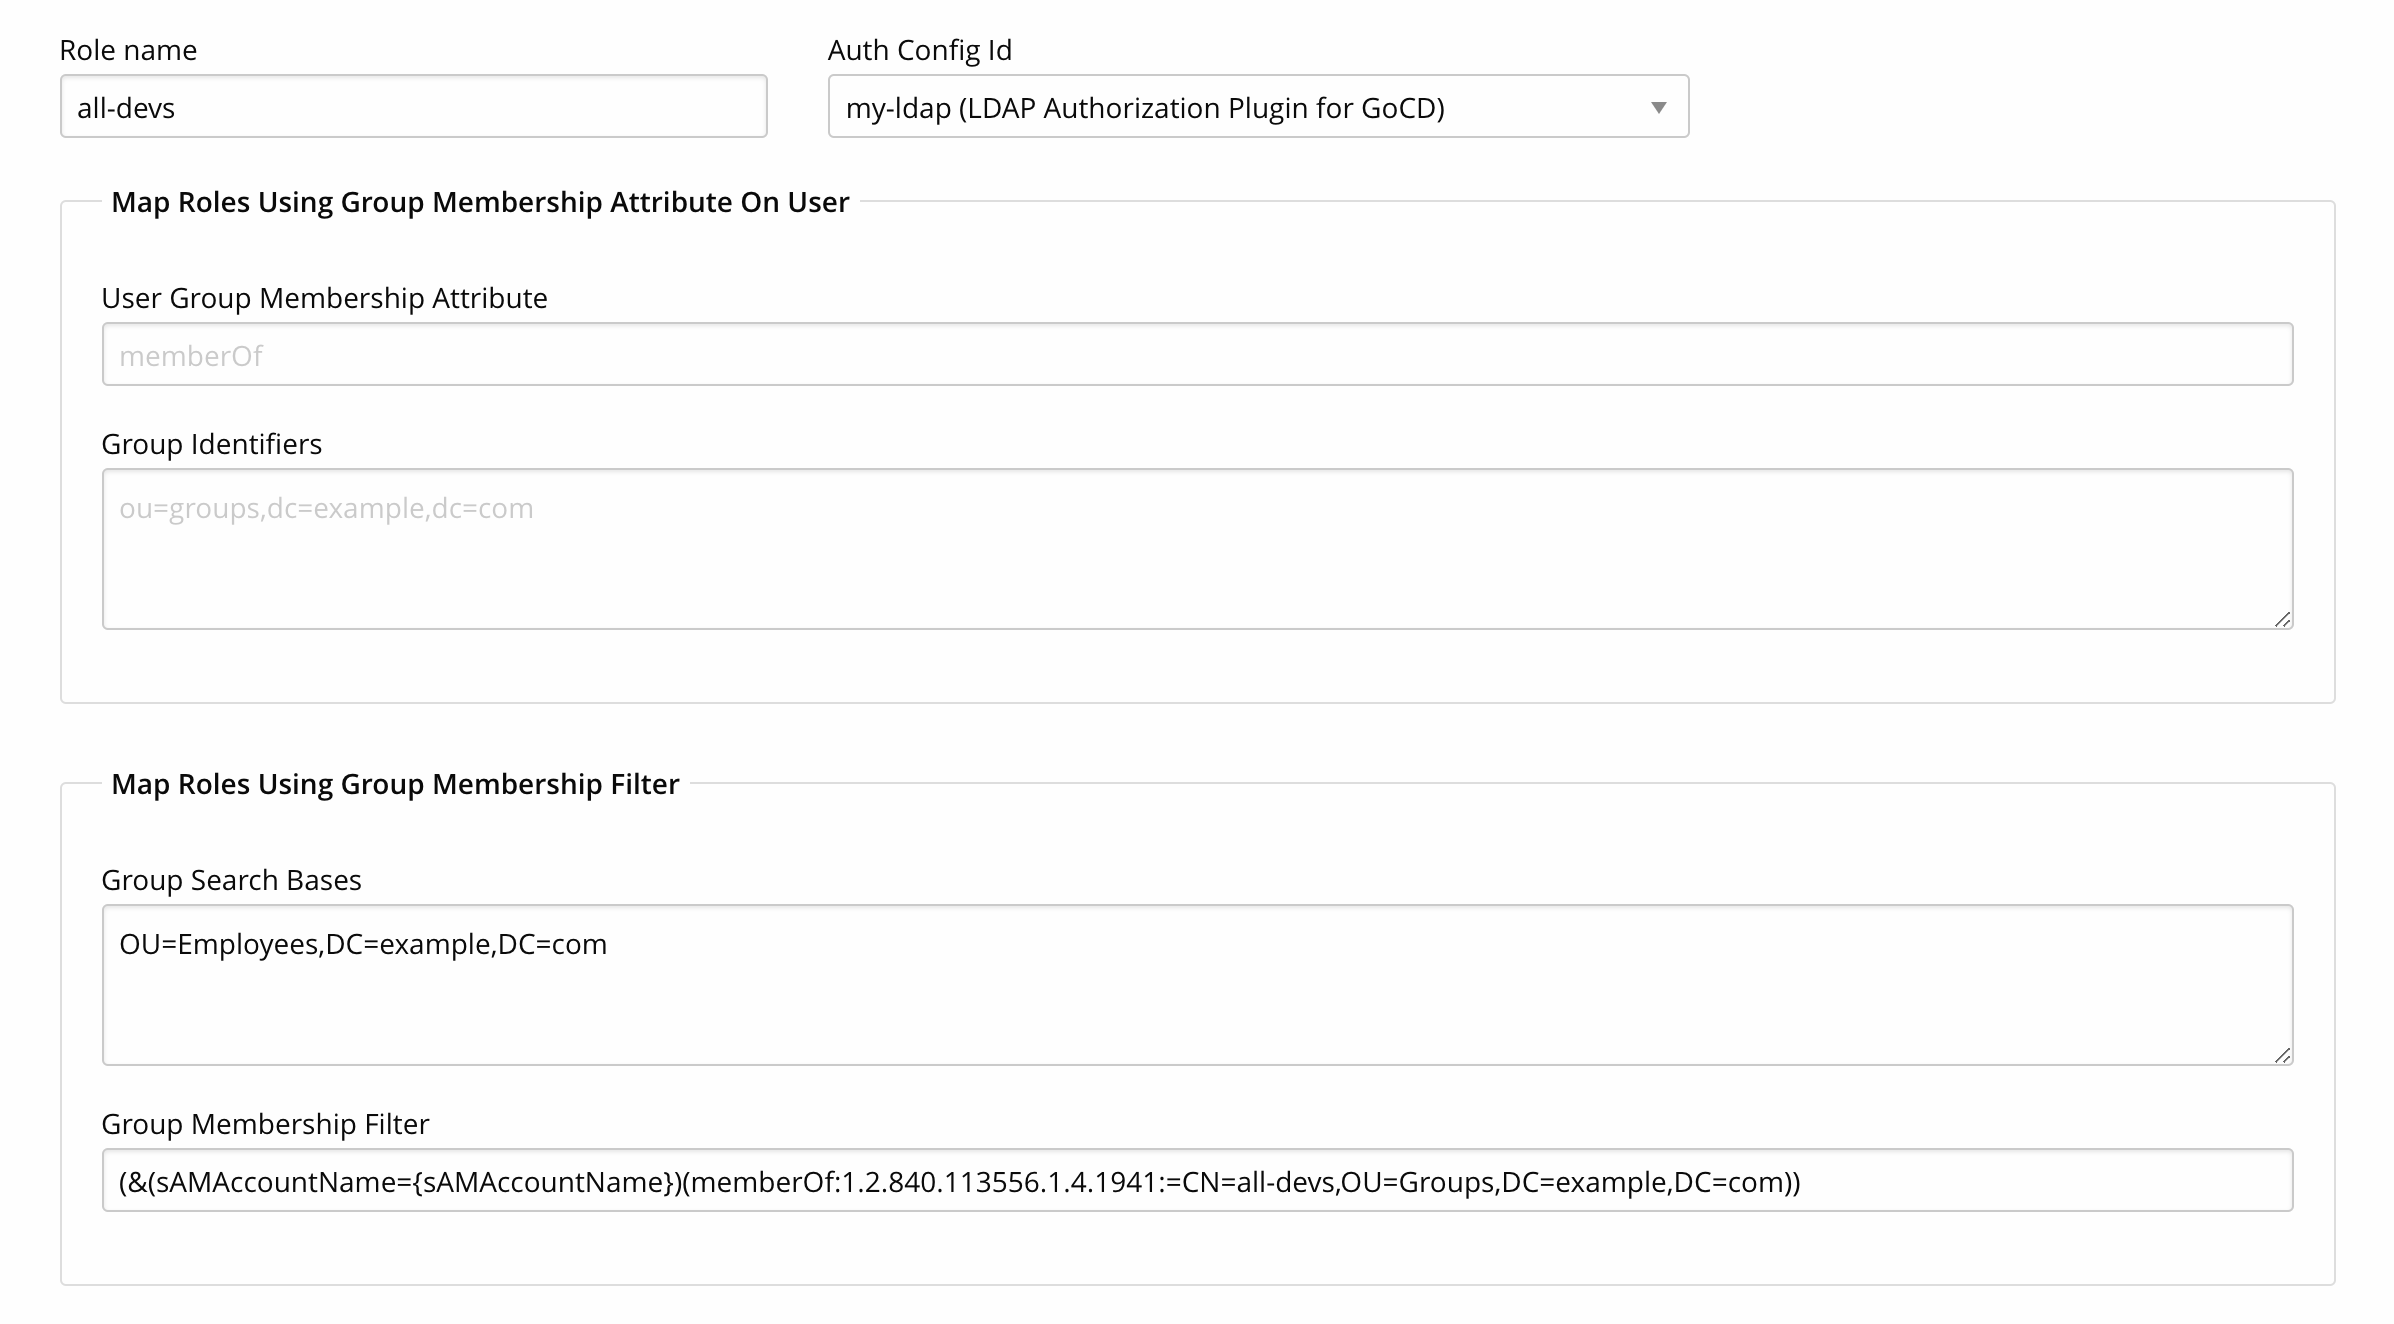 Role name
Auth Config Id
all-devs
my-ldap (LDAP Authorization Plugin for GoCD)
Map Roles Using Group Membership Attribute On User
User Group Membership Attribute
memberOf
Group Identifiers
ou=groups,dc=example,dc=com
Map Roles Using Group Membership Filter
Group Search Bases
OU=Employees,DC=example,DC=com
Group Membership Filter
(&(sAMAccountName={sAMAccountName})(memberOf:1.2.840.113556.1.4.1941:=CN=all-devs,OU=Groups,DC=example,DC=com))